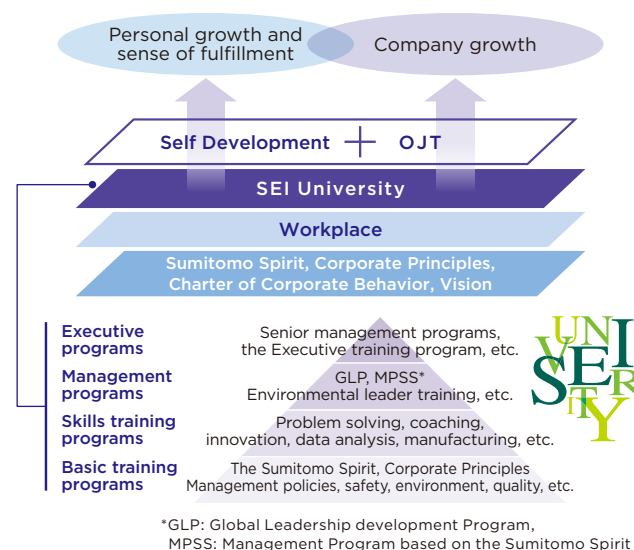 Personal growth and
sense of fulfillment
Company growth
Self Development + OJT
SEI University
Workplace
Sumitomo Spirit, Corporate Principles,
Charter of Corporate Behavior, Vision
Executive
programs
Senior management programs,
the Executive training program, etc.
Management
programs
GLP, MPSS*
Environmental leader training, etc.
Skills training
programs
Problem solving, coaching,
innovation, data analysis, manufacturing, etc.
Basic training
programs
The Sumitomo Spirit, Corporate Principles
Management policies, safety, environment, quality, etc.
SEI UNIVERSITY
*GLP: Global Leadership development Program,
MPSS: Management Program based on the Sumitomo Spirit